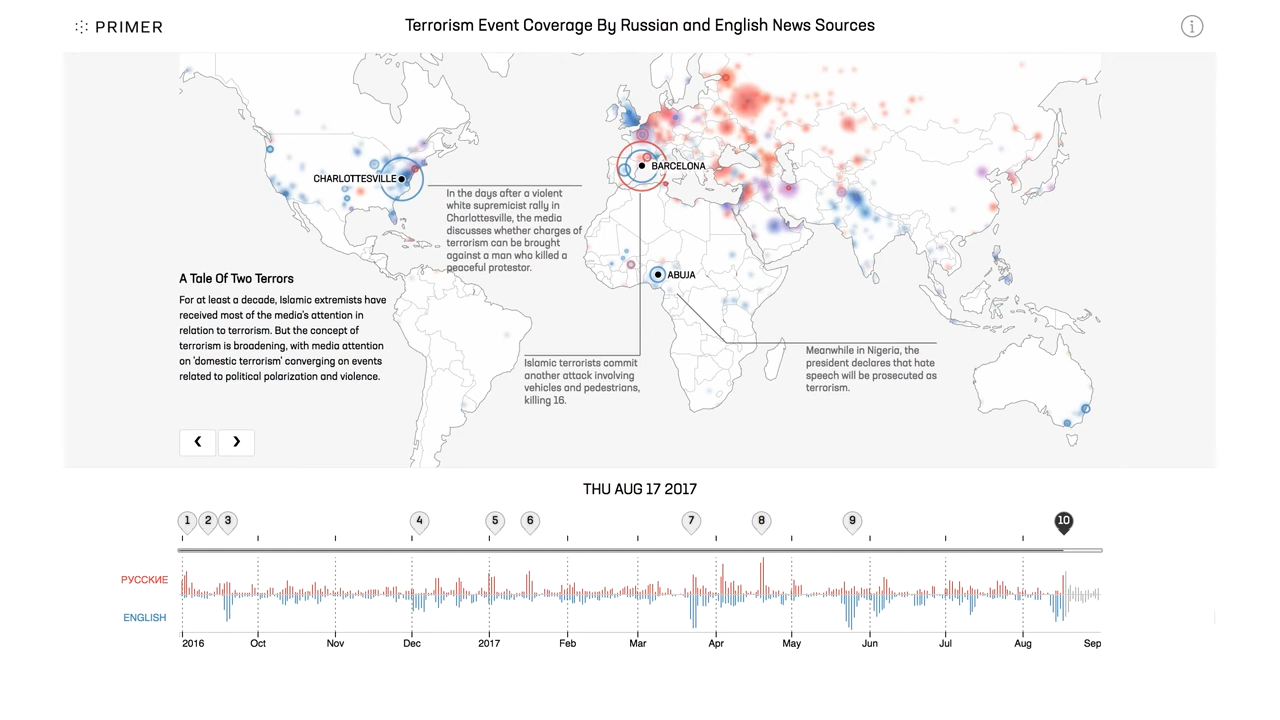 PRIMER
Terrorism Event Coverage By Russian and English News Sources
i
CHARLOTTESVILLE
BARCELONA
In the days after a violent
white supremicist rally in
Charlottesville, the media
discusses whether charges of
terrorism can be brought
against a man who killed a
peaceful protestor.
ABUJA
A Tale Of Two Terrors
For at least a decade, Islamic extremists have
received most of the media's attention in
relation to terrorism. But the concept of
terrorism is broadening, with media attention
on 'domestic terrorism' converging on events
related to political polarization and violence.
Islamic terrorists commit
another attack involving
vehicles and pedestrians,
killing 16.
Meanwhile in Nigeria, the
president declares that hate
speech will be prosecuted as
terrorism.
THU AUG 17 2017
1 2 3 4 5 6 7 8 9 10
РУССКИЕ
ENGLISH
2016 Oct Nov Dec 2017 Feb Mar Apr May Jun Jul Aug Sep